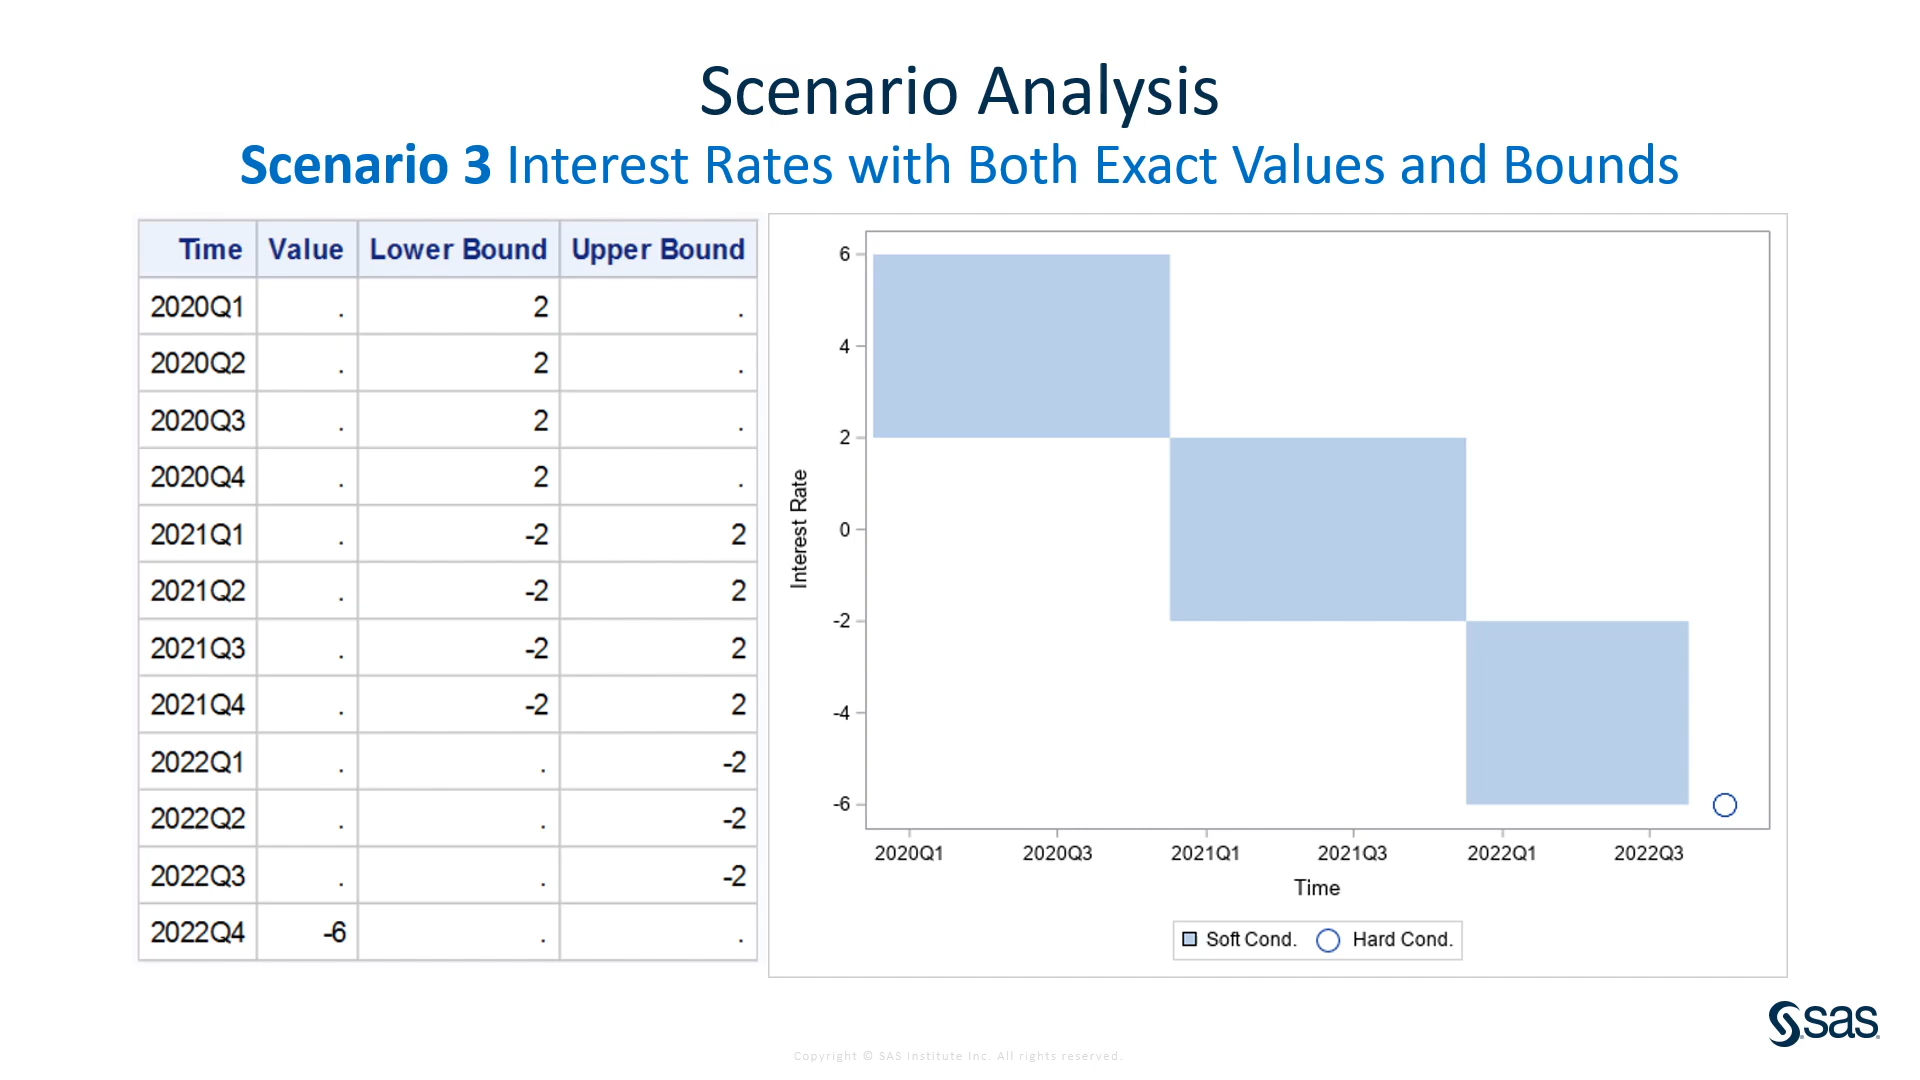 Scenario Analysis
Scenario 3 Interest Rates with Both Exact Values and Bounds
Time Value Lower Bound Upper Bound
2020Q1 . 2 .
2020Q2 . 2 .
2020Q3 . 2 .
2020Q4 . 2 .
2021Q1 . -2 2
2021Q2 . -2 2
2021Q3 . -2 2
2021Q4 . -2 2
2022Q1 . . -2
2022Q2 . . -2
2022Q3 . . -2
2022Q4 -6 . .
Interest Rate
6
4
2
0
-2
-4
-6
2020Q1 2020Q3 2021Q1 2021Q3 2022Q1 2022Q3
Time
Soft Cond. Hard Cond.
sas
Copyright © SAS Institute Inc. All rights reserved.